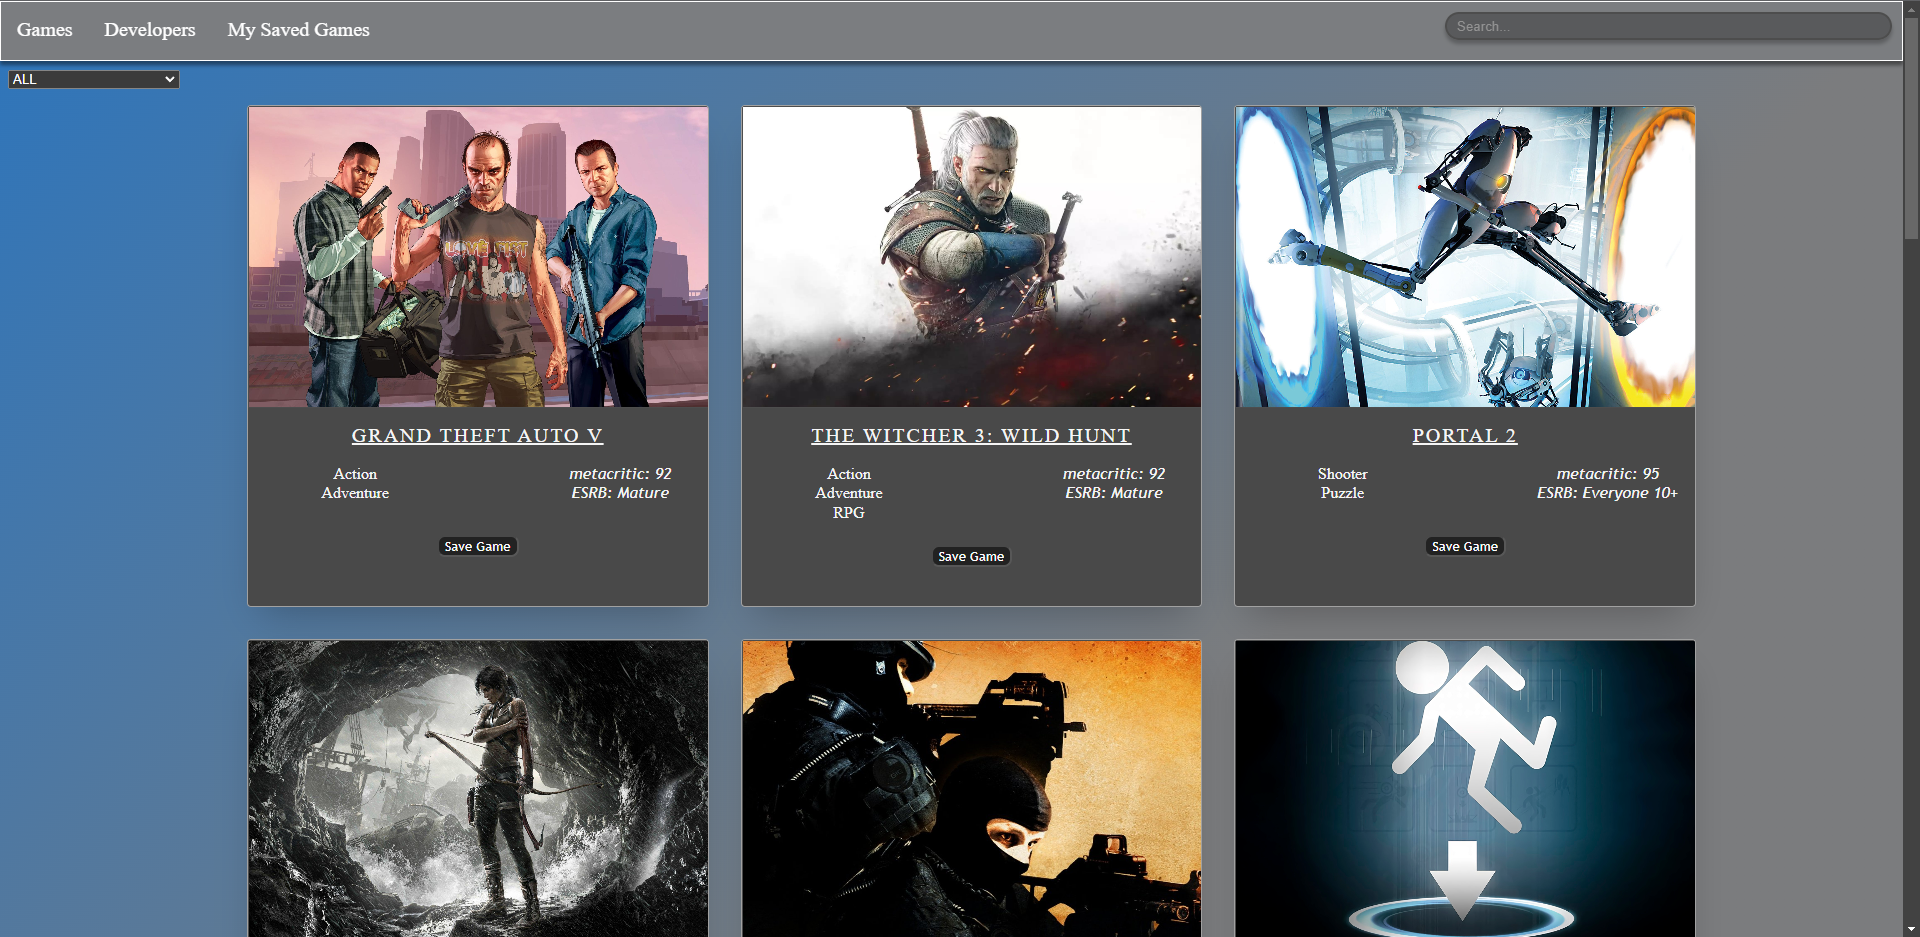 Games Developers My Saved Games Search...
ALL
GRAND THEFT AUTO V
Action
Adventure
metacritic: 92
ESRB: Mature
Save Game
THE WITCHER 3: WILD HUNT
Action
Adventure
RPG
metacritic: 92
ESRB: Mature
Save Game
PORTAL 2
Shooter
Puzzle
metacritic: 95
ESRB: Everyone 10+
Save Game